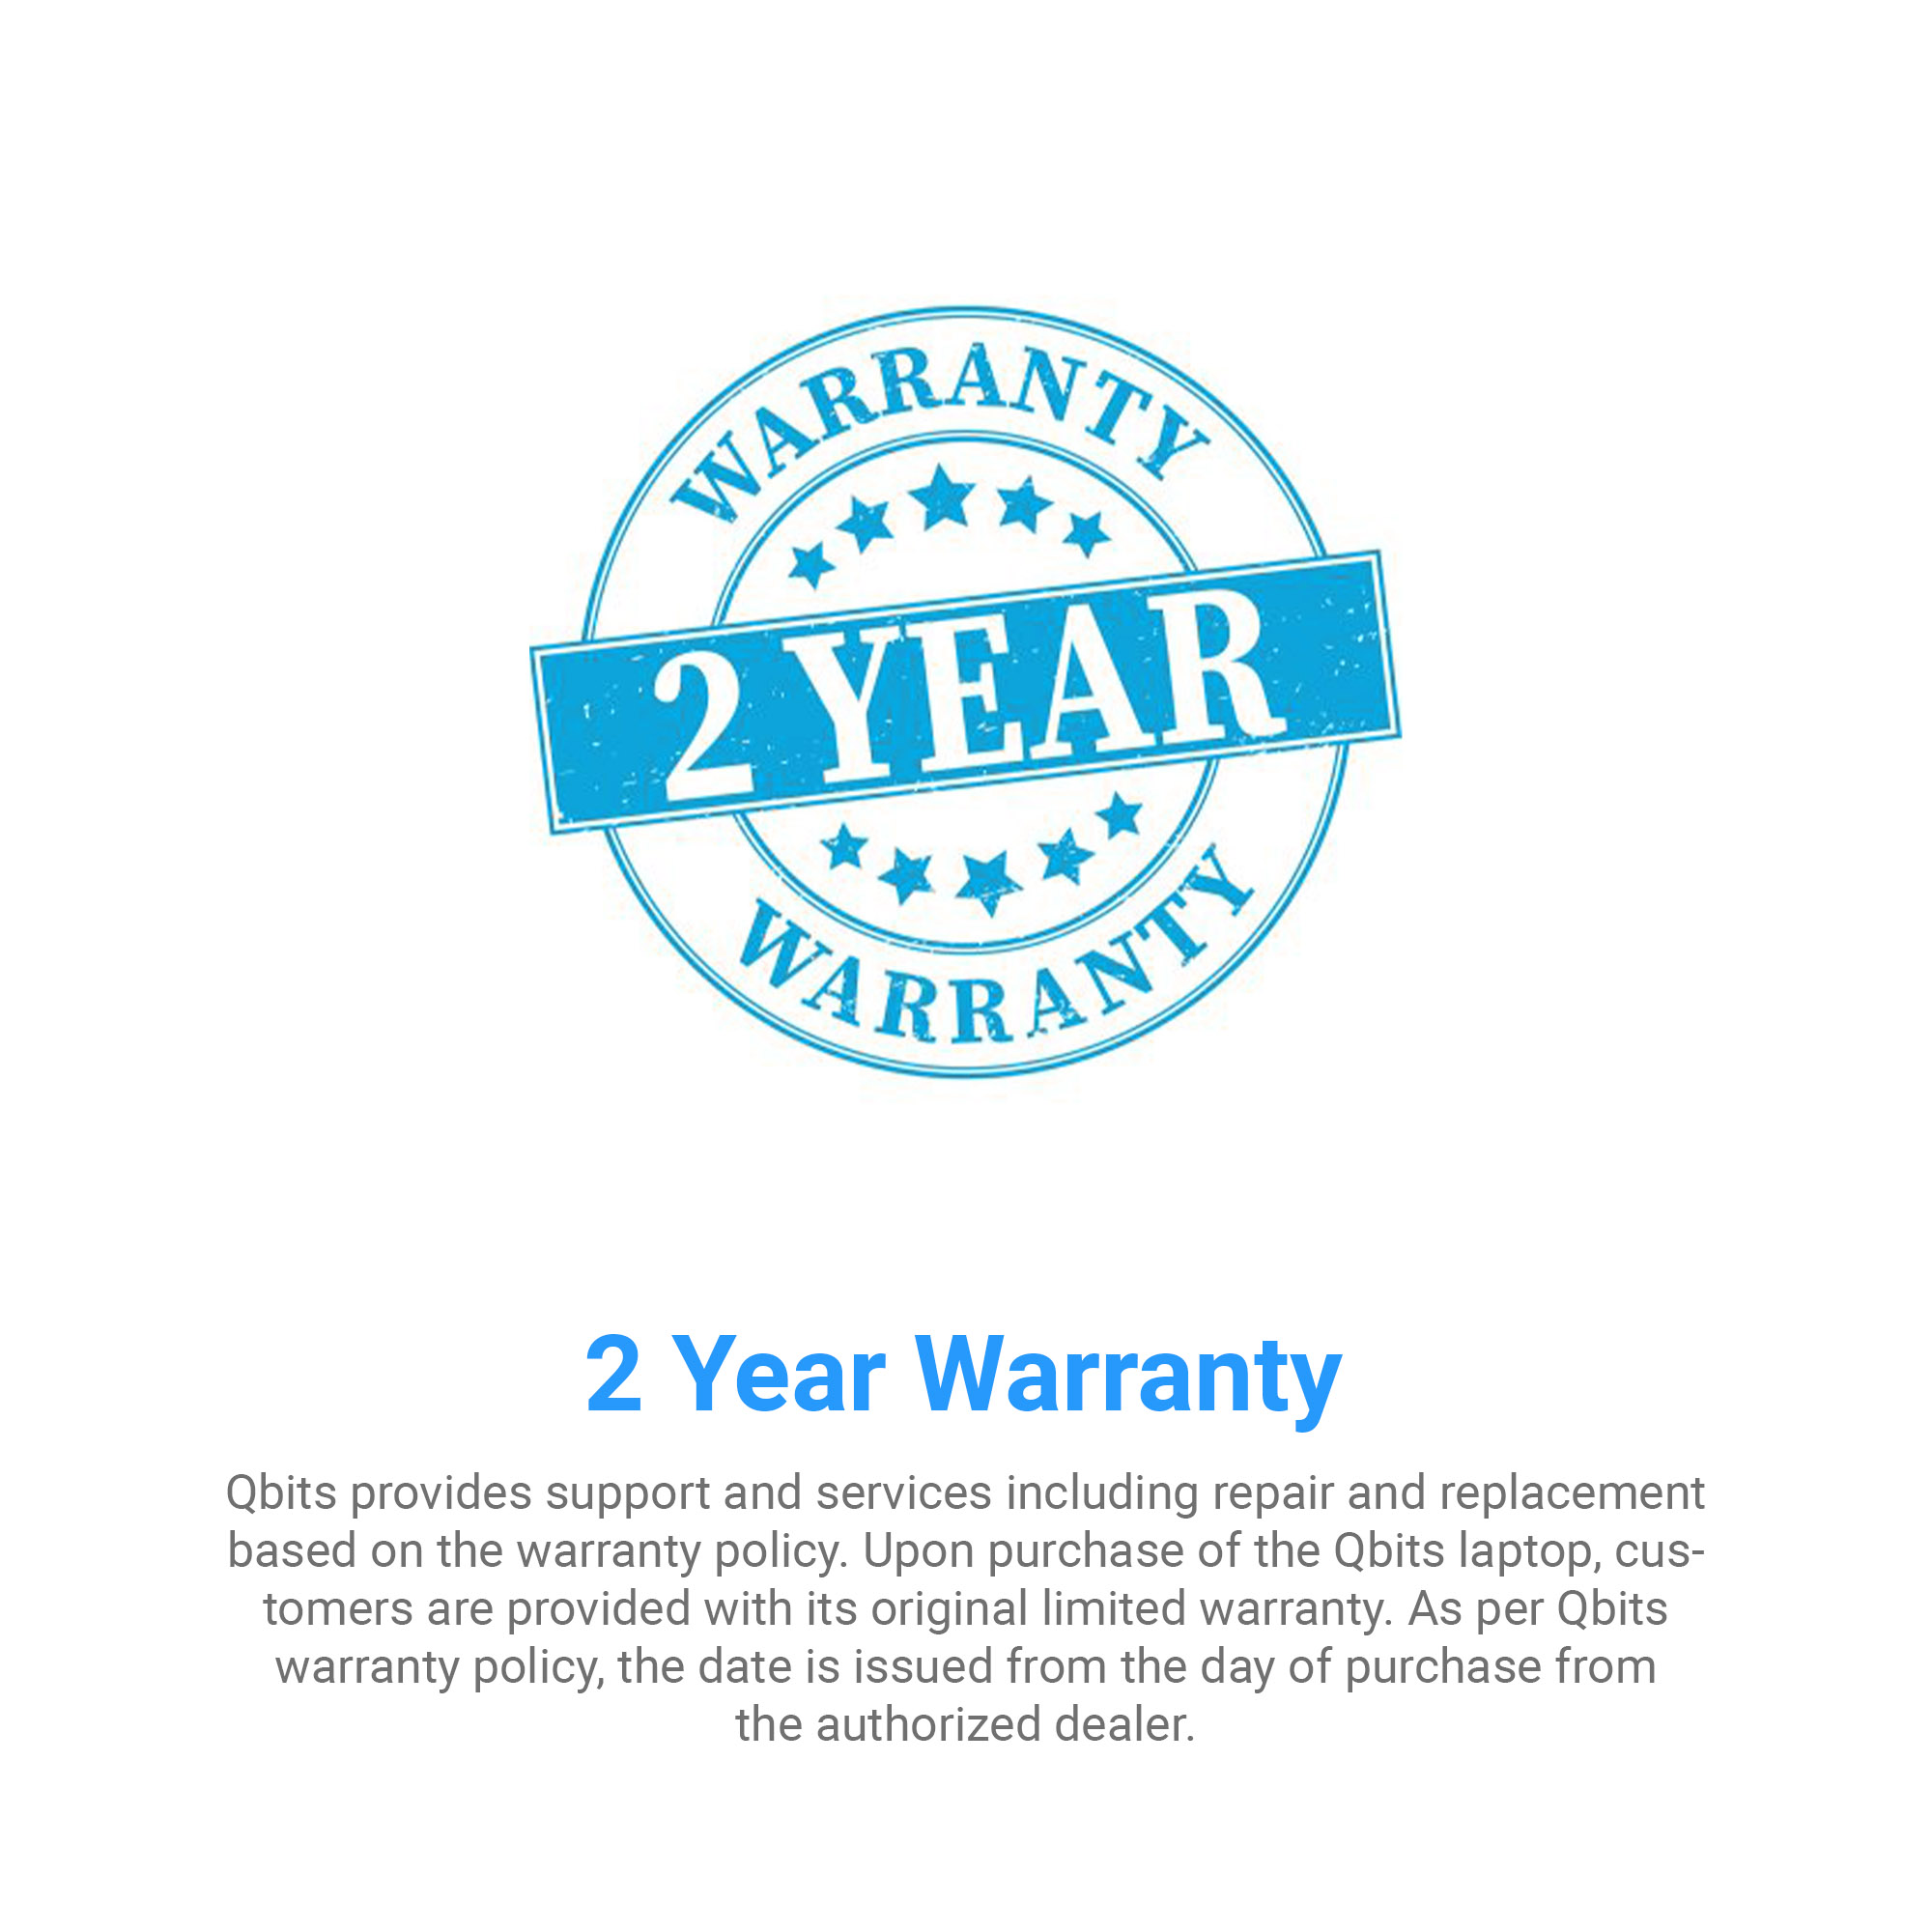 WARRANTY
2 YEAR
WARRANTY
2 Year Warranty
Qbits provides support and services including repair and replacement
based on the warranty policy. Upon purchase of the Qbits laptop, cus-
tomers are provided with its original limited warranty. As per Qbits
warranty policy, the date is issued from the day of purchase from
the authorized dealer.